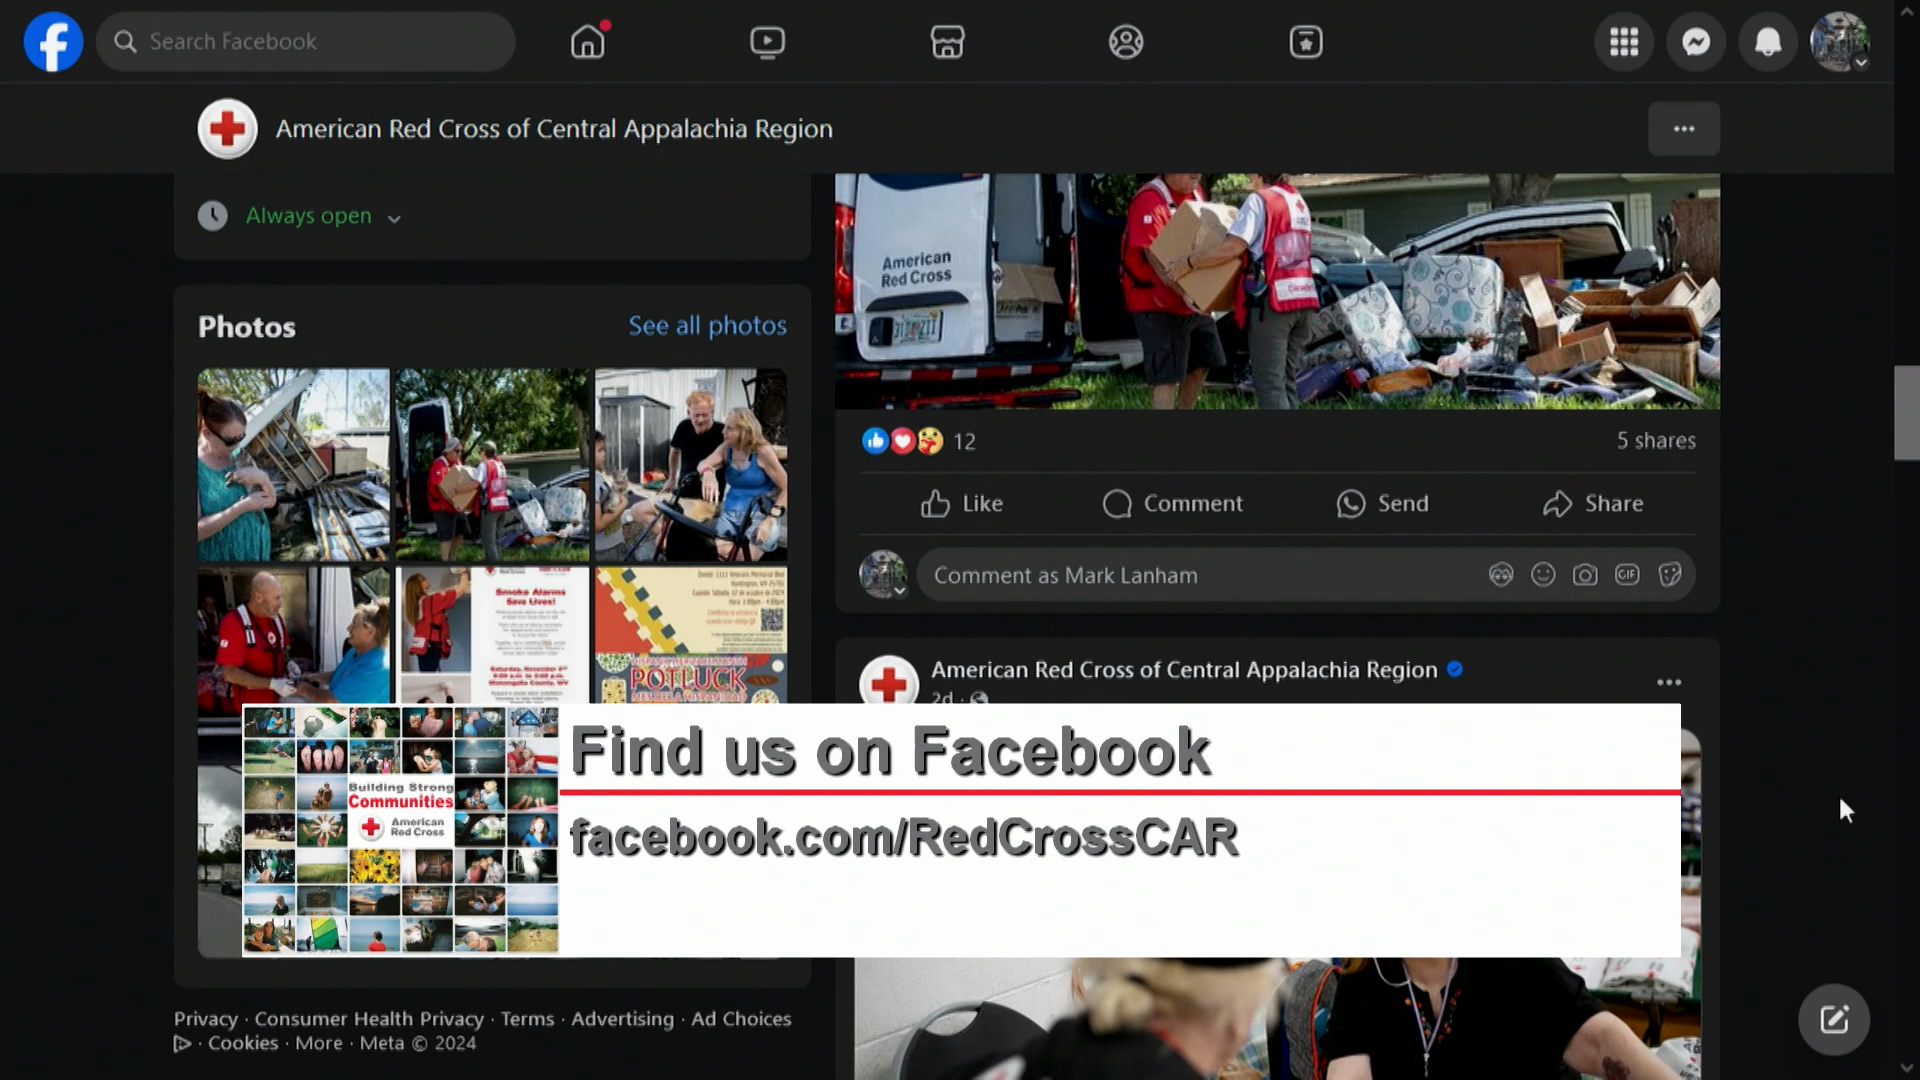 Search Facebook
American Red Cross of Central Appalachia Region
Always open
Photos
See all photos
American
Red Cross
12
5 shares
Like
Comment
Send
Share
Comment as Mark Lanham
GIF
Smoke Alarms
Save Lives!
POTLUCK
American Red Cross of Central Appalachia Region
2d
Find us on Facebook
facebook.com/RedCrossCAR
Building Strong
Communities
American
Red Cross
Privacy · Consumer Health Privacy · Terms · Advertising · Ad Choices
· Cookies · More · Meta © 2024